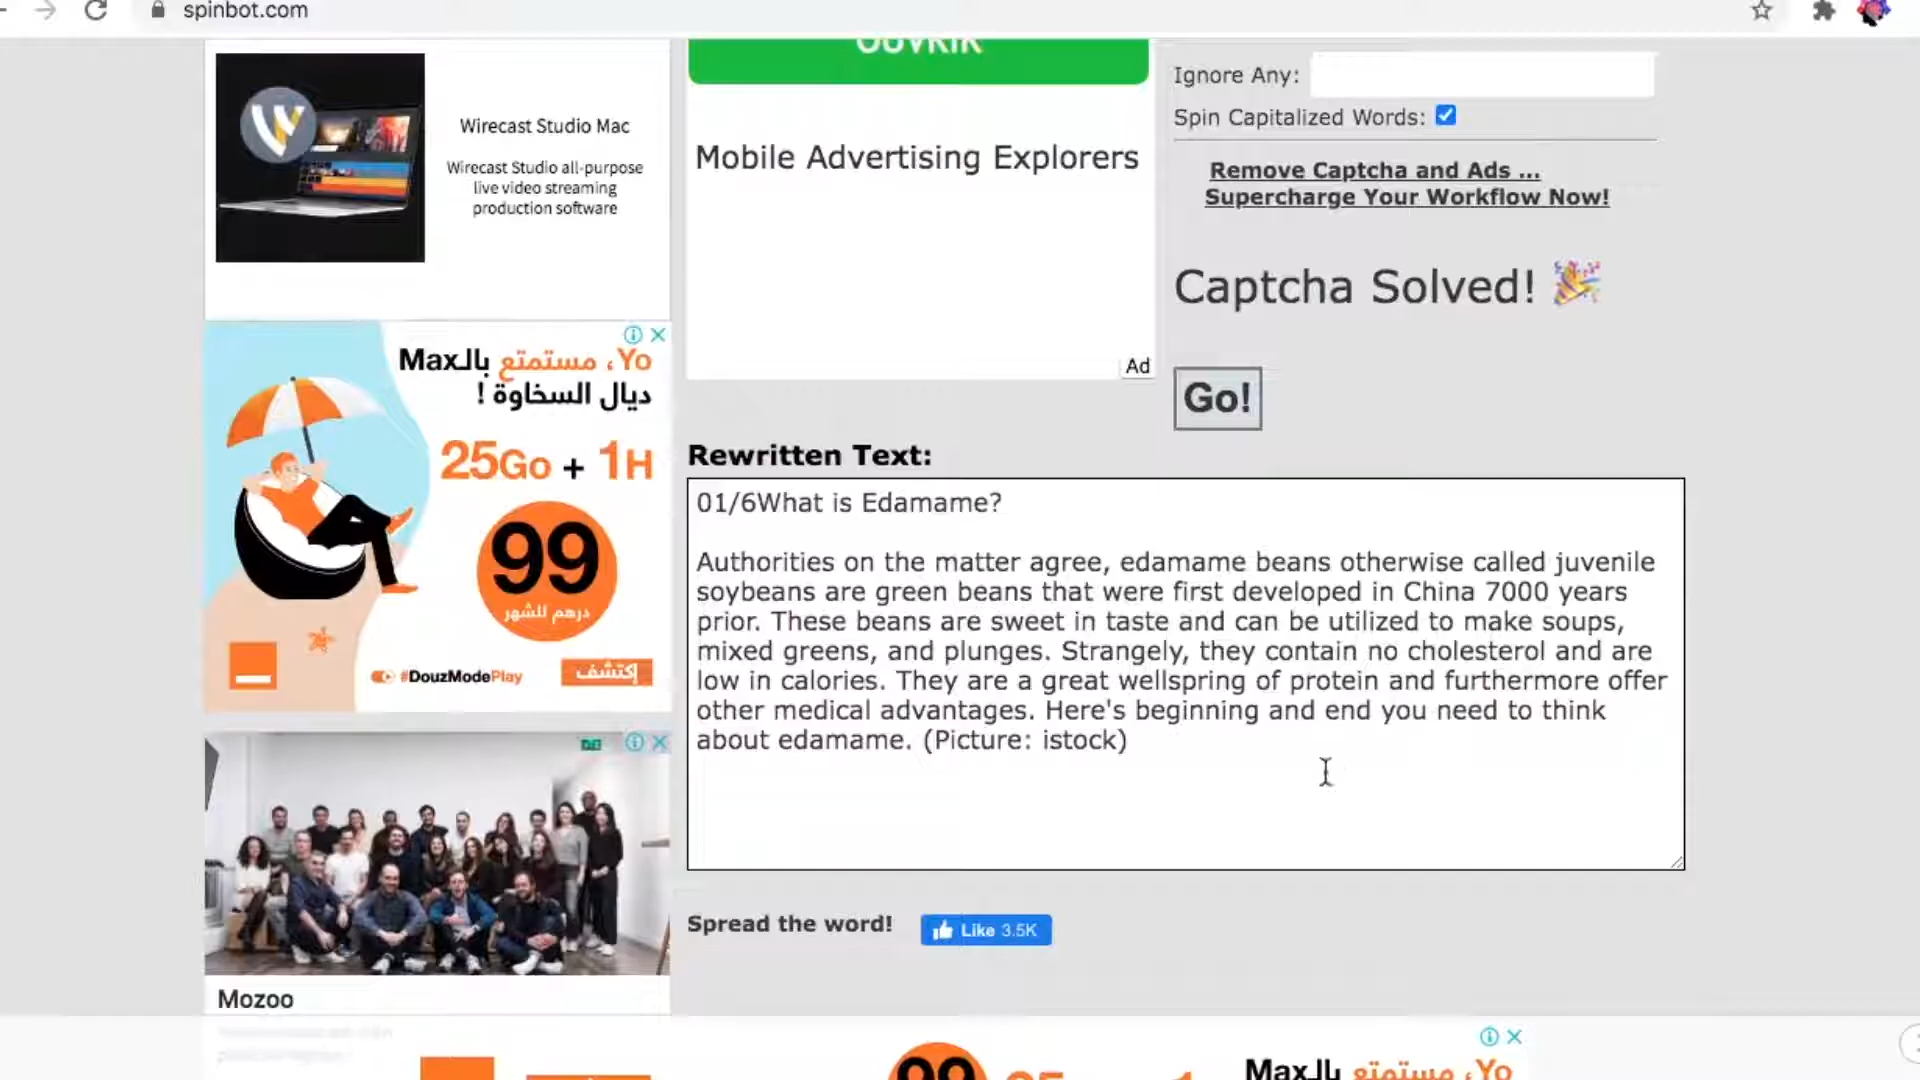 spinbot.com
OUVRIR
Wirecast Studio Mac
Wirecast Studio all-purpose
live video streaming
production software
Mobile Advertising Explorers
Ad
Ignore Any:
Spin Capitalized Words:
Remove Captcha and Ads ...
Supercharge Your Workflow Now!
Captcha Solved! 🎉
Go!
Yo، مستمتع بالـMax
ديال السخاوة !
25Go + 1H
99
درهم للشهر
#DouzModePlay
إكتشف
Rewritten Text:
01/6What is Edamame?
Authorities on the matter agree, edamame beans otherwise called juvenile
soybeans are green beans that were first developed in China 7000 years
prior. These beans are sweet in taste and can be utilized to make soups,
mixed greens, and plunges. Strangely, they contain no cholesterol and are
low in calories. They are a great wellspring of protein and furthermore offer
other medical advantages. Here's beginning and end you need to think
about edamame. (Picture: istock)
Spread the word!
Like 3.5K
Mozoo
99
Yo، مستمتع بالـMax